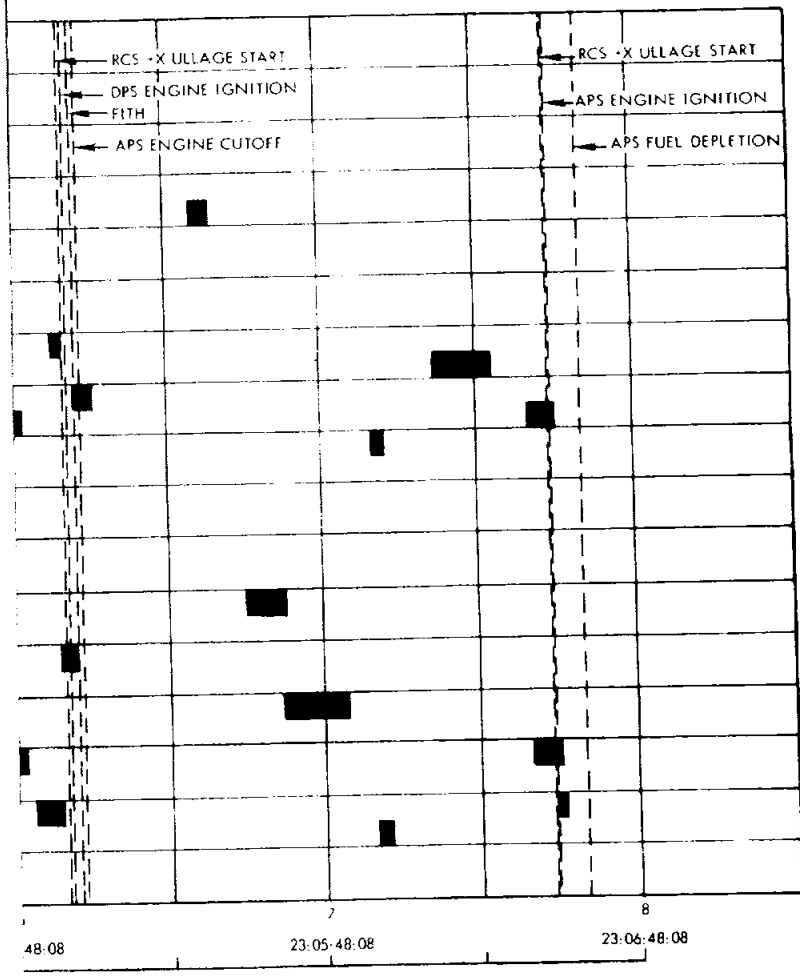 RCS +X ULLAGE START
DPS ENGINE IGNITION
FITH
APS ENGINE CUTOFF
RCS +X ULLAGE START
APS ENGINE IGNITION
APS FUEL DEPLETION
7 8
48:08 23:05:48:08 23:06:48:08